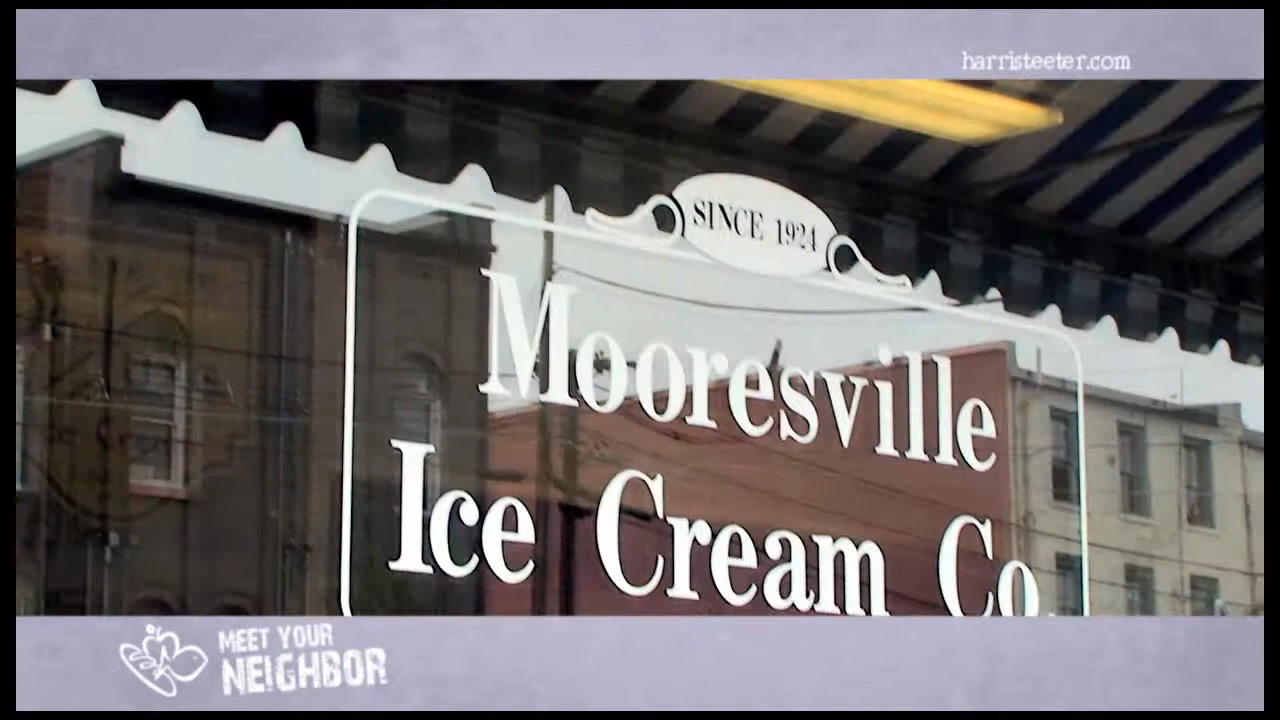 harristeeter.com
SINCE 1924
Mooresville
Ice Cream Co.
MEET YOUR
NEIGHBOR